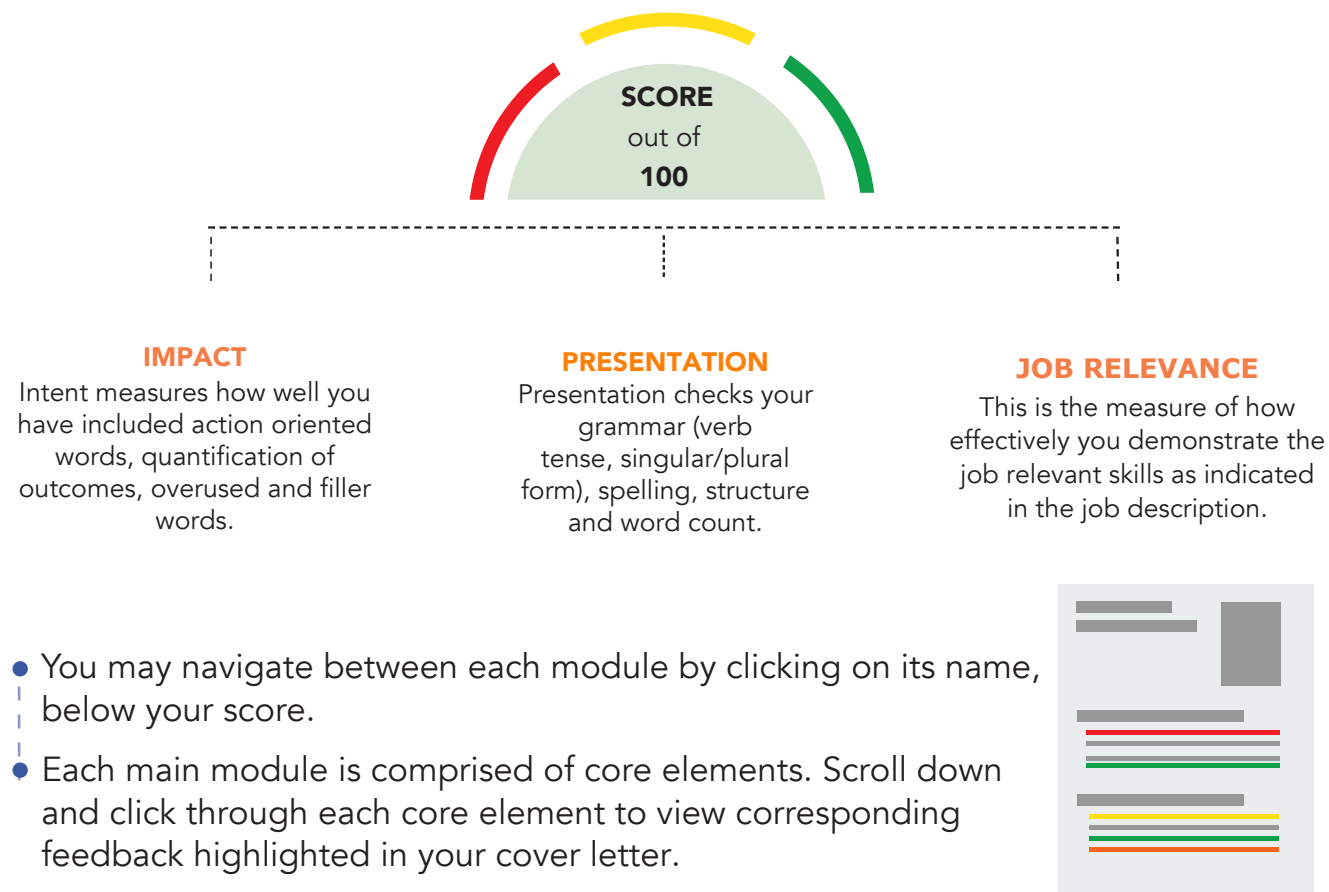 SCORE
out of
100
IMPACT
Intent measures how well you
have included action oriented
words, quantification of
outcomes, overused and filler
words.
PRESENTATION
Presentation checks your
grammar (verb
tense, singular/plural
form), spelling, structure
and word count.
JOB RELEVANCE
This is the measure of how
effectively you demonstrate the
job relevant skills as indicated
in the job description.
You may navigate between each module by clicking on its name,
below your score.
Each main module is comprised of core elements. Scroll down
and click through each core element to view corresponding
feedback highlighted in your cover letter.